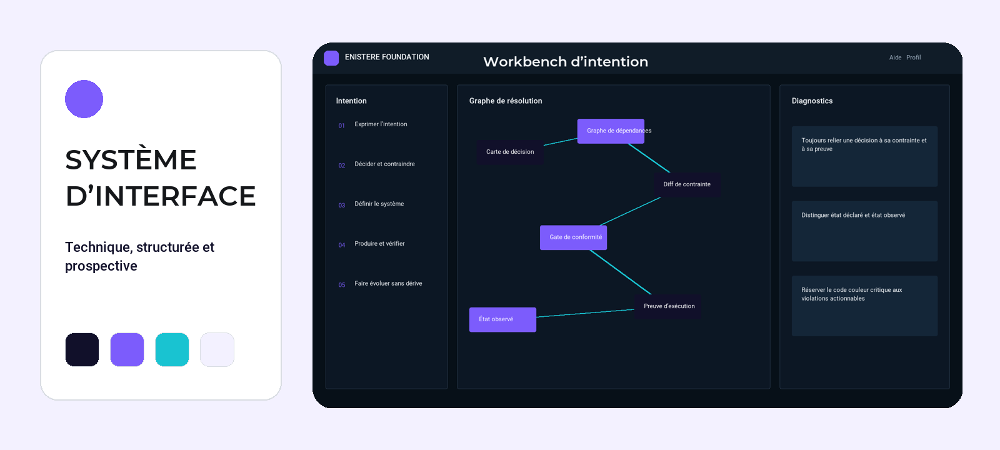 SYSTÈME
D’INTERFACE
Technique, structurée et
prospective
ENISTERE FOUNDATION
Workbench d’intention
Aide Profil
Intention
01 Exprimer l’intention
02 Décider et contraindre
03 Définir le système
04 Produire et vérifier
05 Faire évoluer sans dérive
Graphe de résolution
Graphe de dépendances
Carte de décision
Diff de contrainte
Gate de conformité
Preuve d’exécution
État observé
Diagnostics
Toujours relier une décision à sa contrainte et
à sa preuve
Distinguer état déclaré et état observé
Réserver le code couleur critique aux
violations actionnables